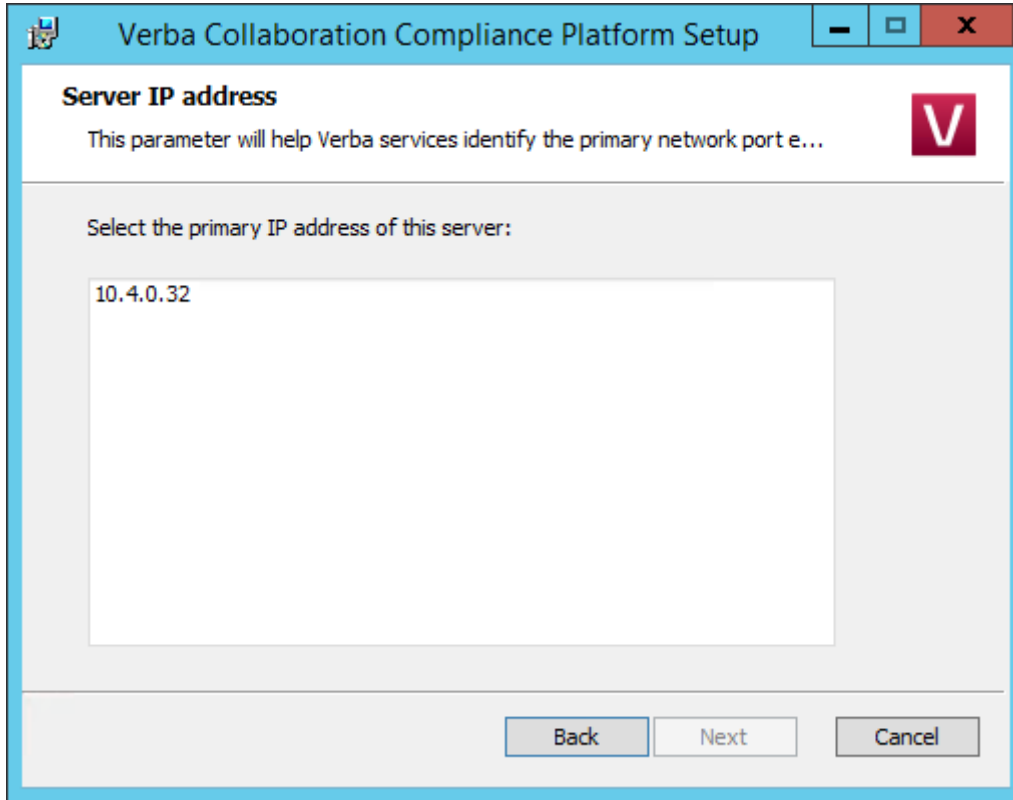 Verba Collaboration Compliance Platform Setup
Server IP address
This parameter will help Verba services identify the primary network port e...
V
Select the primary IP address of this server:
10.4.0.32
Back Next Cancel